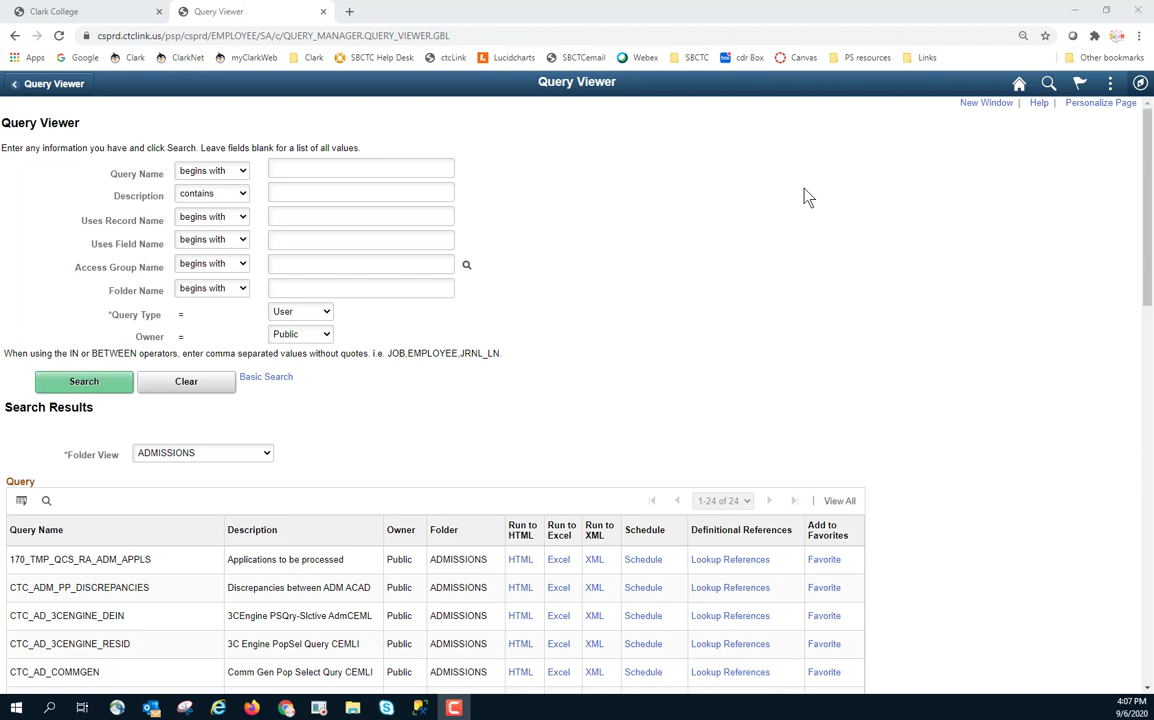 Clark College
Query Viewer
csprd.ctclink.us/psp/csprd/EMPLOYEE/SA/c/QUERY_MANAGER.QUERY_VIEWER.GBL
Apps Google Clark ClarkNet myClarkWeb Clark SBCTC Help Desk ctcLink Lucidcharts SBCTCemail Webex SBCTC cdr Box Canvas PS resources Links Other bookmarks
Query Viewer
Query Viewer
New Window | Help | Personalize Page
Query Viewer
Enter any information you have and click Search. Leave fields blank for a list of all values.
Query Name begins with
Description contains
Uses Record Name begins with
Uses Field Name begins with
Access Group Name begins with
Folder Name begins with
*Query Type = User
Owner = Public
When using the IN or BETWEEN operators, enter comma separated values without quotes. i.e. JOB,EMPLOYEE,JRNL_LN.
Search Clear Basic Search
Search Results
*Folder View ADMISSIONS
Query
1-24 of 24 | View All
Query Name Description Owner Folder Run to HTML Run to Excel Run to XML Schedule Definitional References Add to Favorites
170_TMP_QCS_RA_ADM_APPLS Applications to be processed Public ADMISSIONS HTML Excel XML Schedule Lookup References Favorite
CTC_ADM_PP_DISCREPANCIES Discrepancies between ADM ACAD Public ADMISSIONS HTML Excel XML Schedule Lookup References Favorite
CTC_AD_3CENGINE_DEIN 3CEngine PSQry-Slctive AdmCEML Public ADMISSIONS HTML Excel XML Schedule Lookup References Favorite
CTC_AD_3CENGINE_RESID 3C Engine PopSel Query CEMLI Public ADMISSIONS HTML Excel XML Schedule Lookup References Favorite
CTC_AD_COMMGEN Comm Gen Pop Select Qury CEMLI Public ADMISSIONS HTML Excel XML Schedule Lookup References Favorite
4:07 PM
9/6/2020